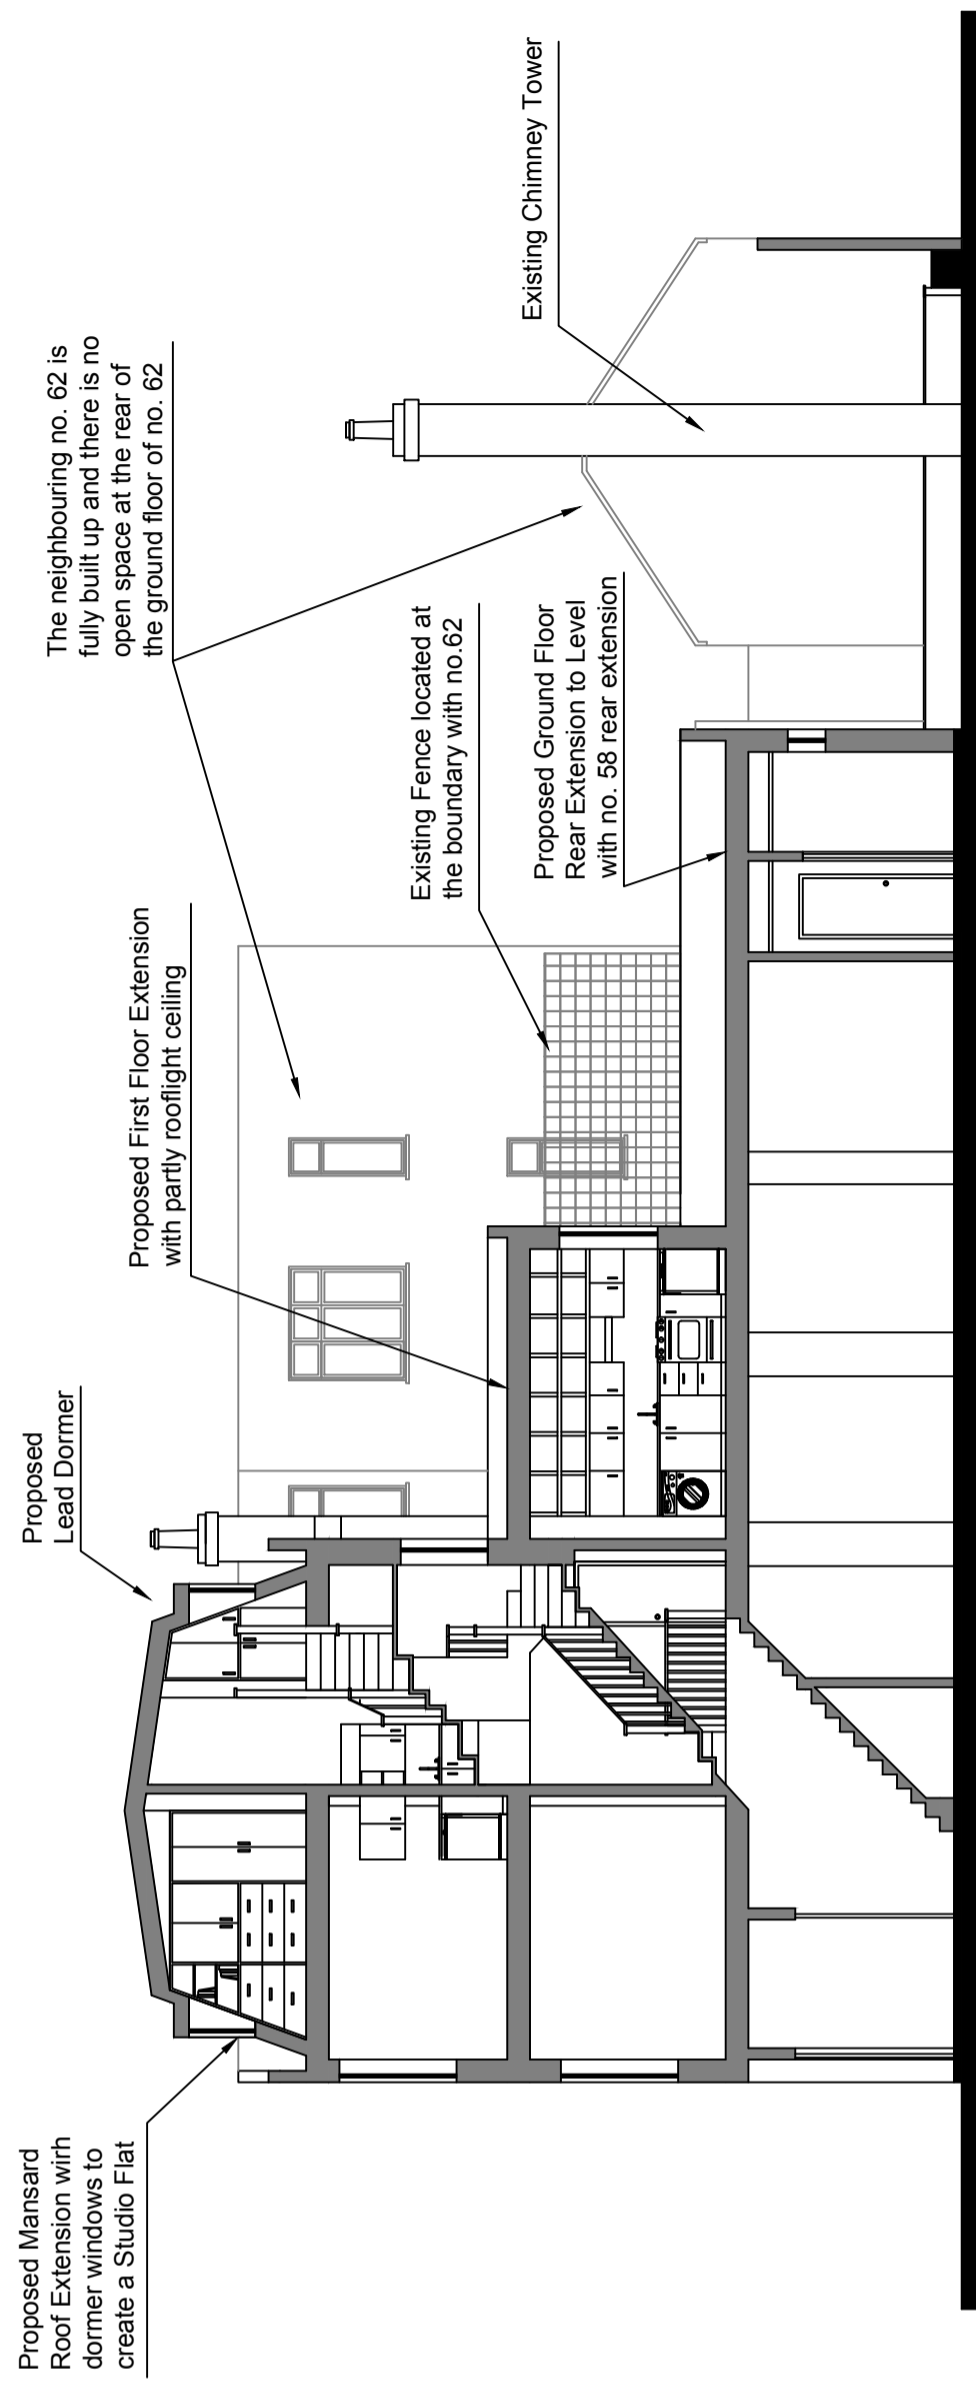 Proposed Mansard
Roof Extension wirh
dormer windows to
create a Studio Flat
Proposed
Lead Dormer
Proposed First Floor Extension
with partly rooflight ceiling
The neighbouring no. 62 is
fully built up and there is no
open space at the rear of
the ground floor of no. 62
Existing Fence located at
the boundary with no.62
Proposed Ground Floor
Rear Extension to Level
with no. 58 rear extension
Existing Chimney Tower